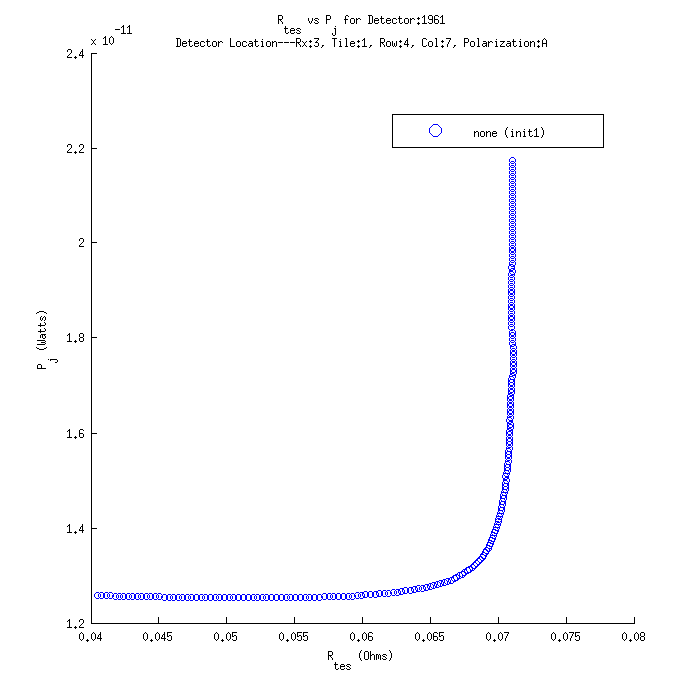 R_tes vs P_j for Detector:1961
Detector Location---Rx:3, Tile:1, Row:4, Col:7, Polarization:A
x 10^-11
2.4
2.2
2
1.8
1.6
1.4
1.2
none (init1)
P_j (Watts)
0.04 0.045 0.05 0.055 0.06 0.065 0.07 0.075 0.08
R_tes (Ohms)